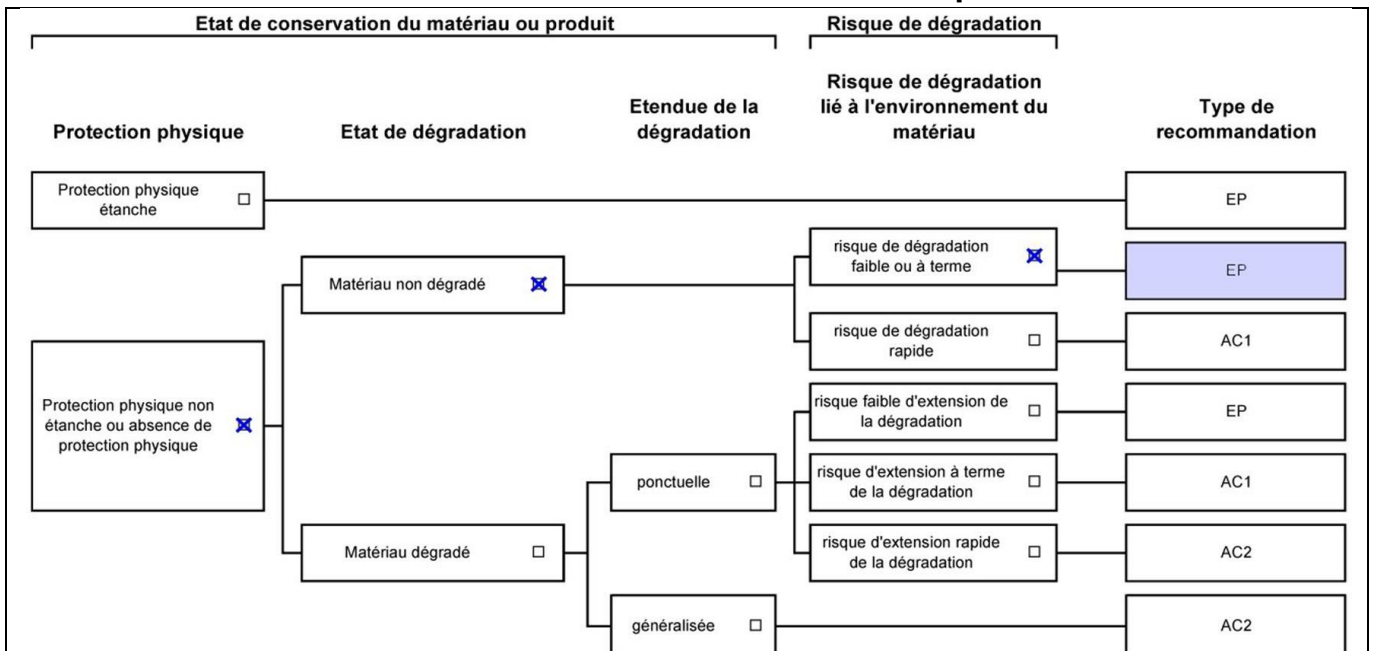 Etat de conservation du matériau ou produit
Risque de dégradation
Protection physique
Etat de dégradation
Etendue de la
dégradation
Risque de dégradation
lié à l'environnement du
matériau
Type de
recommandation
Protection physique
étanche
EP
risque de dégradation
faible ou à terme
EP
Matériau non dégradé
risque de dégradation
rapide
AC1
Protection physique non
étanche ou absence de
protection physique
risque faible d'extension de
la dégradation
EP
ponctuelle
risque d'extension à terme
de la dégradation
AC1
Matériau dégradé
risque d'extension rapide
de la dégradation
AC2
généralisée
AC2